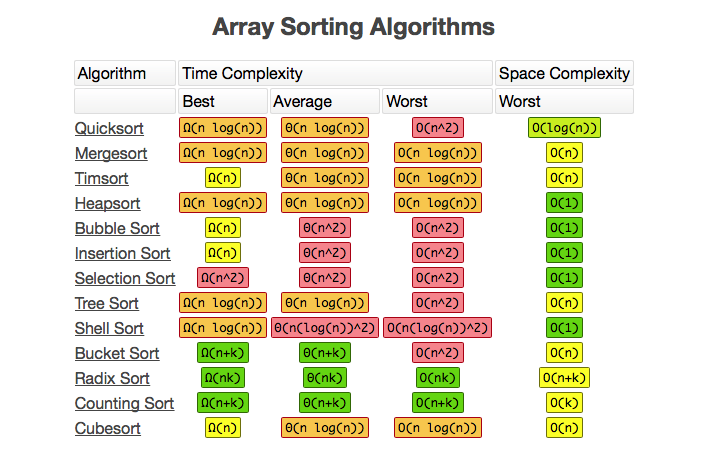 Array Sorting Algorithms
Algorithm Time Complexity Space Complexity
Best Average Worst Worst
Quicksort Ω(n log(n)) Θ(n log(n)) O(n^2) O(log(n))
Mergesort Ω(n log(n)) Θ(n log(n)) O(n log(n)) O(n)
Timsort Ω(n) Θ(n log(n)) O(n log(n)) O(n)
Heapsort Ω(n log(n)) Θ(n log(n)) O(n log(n)) O(1)
Bubble Sort Ω(n) Θ(n^2) O(n^2) O(1)
Insertion Sort Ω(n) Θ(n^2) O(n^2) O(1)
Selection Sort Ω(n^2) Θ(n^2) O(n^2) O(1)
Tree Sort Ω(n log(n)) Θ(n log(n)) O(n^2) O(n)
Shell Sort Ω(n log(n)) Θ(n(log(n))^2) O(n(log(n))^2) O(1)
Bucket Sort Ω(n+k) Θ(n+k) O(n^2) O(n)
Radix Sort Ω(nk) Θ(nk) O(nk) O(n+k)
Counting Sort Ω(n+k) Θ(n+k) O(n+k) O(k)
Cubesort Ω(n) Θ(n log(n)) O(n log(n)) O(n)